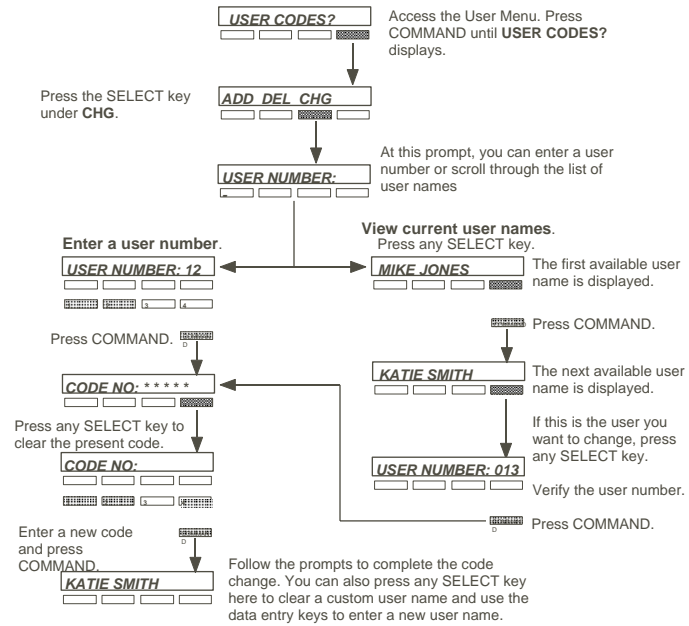 USER CODES?
Access the User Menu. Press
COMMAND until USER CODES?
displays.
Press the SELECT key
under CHG.
ADD DEL CHG
At this prompt, you can enter a user
number or scroll through the list of
user names
USER NUMBER:
Enter a user number.
View current user names.
Press any SELECT key.
USER NUMBER: 12
3 4
MIKE JONES
The first available user
name is displayed.
Press COMMAND.
D
Press COMMAND.
D
CODE NO: * * * * *
KATIE SMITH
The next available user
name is displayed.
Press any SELECT key to
clear the present code.
If this is the user you
want to change, press
any SELECT key.
CODE NO:
3
USER NUMBER: 013
Verify the user number.
Enter a new code
and press
COMMAND.
D
D
Press COMMAND.
KATIE SMITH
Follow the prompts to complete the code
change. You can also press any SELECT key
here to clear a custom user name and use the
data entry keys to enter a new user name.